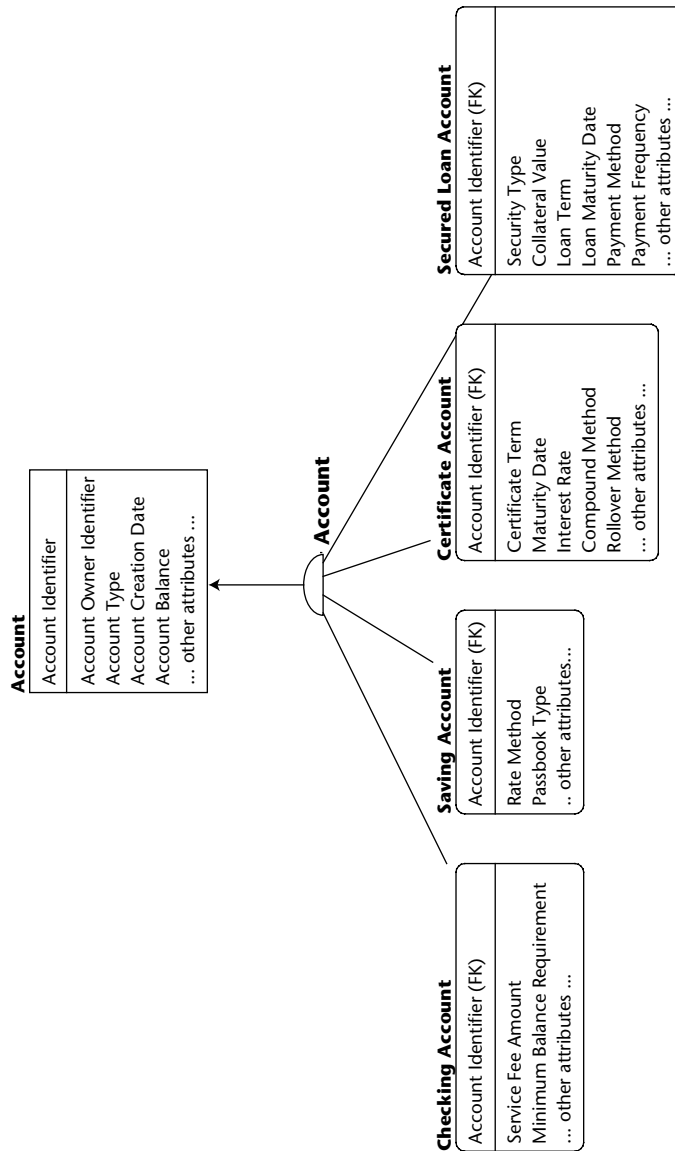 Account
Account Identifier
Account Owner Identifier
Account Type
Account Creation Date
Account Balance
... other attributes ...
Account
Checking Account
Account Identifier (FK)
Service Fee Amount
Minimum Balance Requirement
... other attributes ...
Saving Account
Account Identifier (FK)
Rate Method
Passbook Type
.. other attributes...
Certificate Account
Account Identifier (FK)
Certificate Term
Maturity Date
Interest Rate
Compound Method
Rollover Method
... other attributes ...
Secured Loan Account
Account Identifier (FK)
Security Type
Collateral Value
Loan Term
Loan Maturity Date
Payment Method
Payment Frequency
... other attributes ...